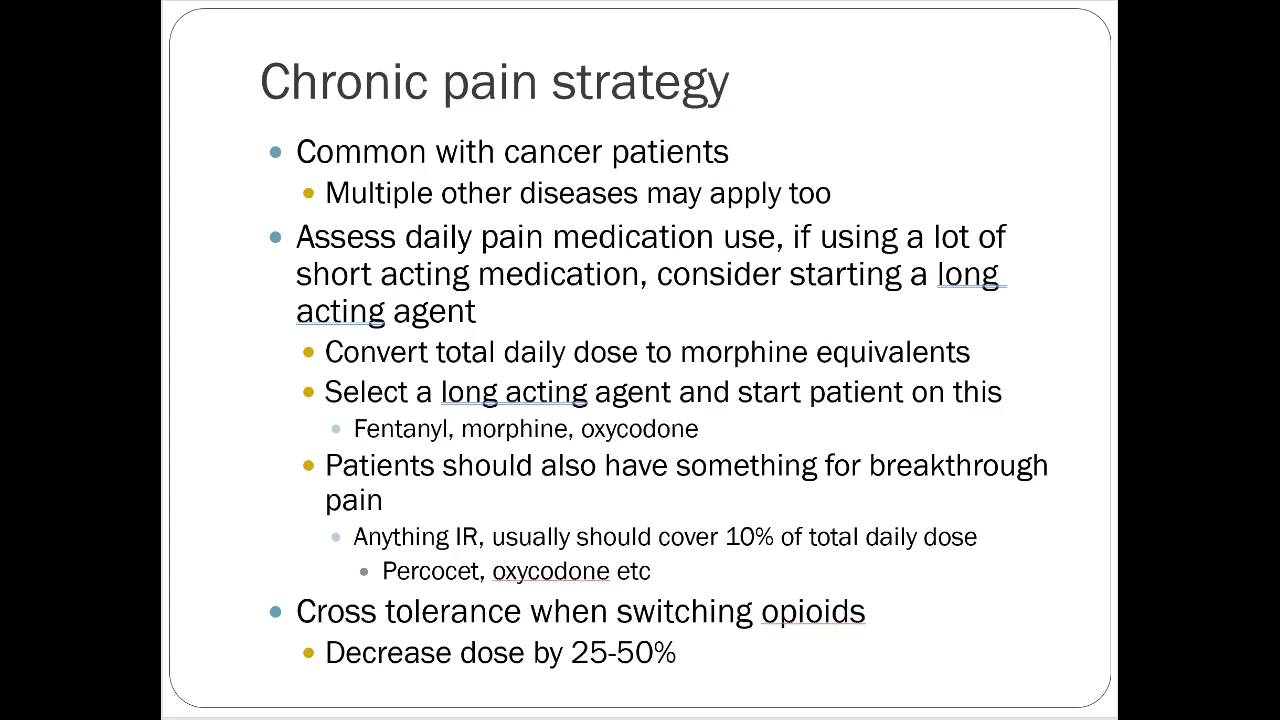 Chronic pain strategy
Common with cancer patients
Multiple other diseases may apply too
Assess daily pain medication use, if using a lot of
short acting medication, consider starting a long
acting agent
Convert total daily dose to morphine equivalents
Select a long acting agent and start patient on this
Fentanyl, morphine, oxycodone
Patients should also have something for breakthrough
pain
Anything IR, usually should cover 10% of total daily dose
Percocet, oxycodone etc
Cross tolerance when switching opioids
Decrease dose by 25-50%